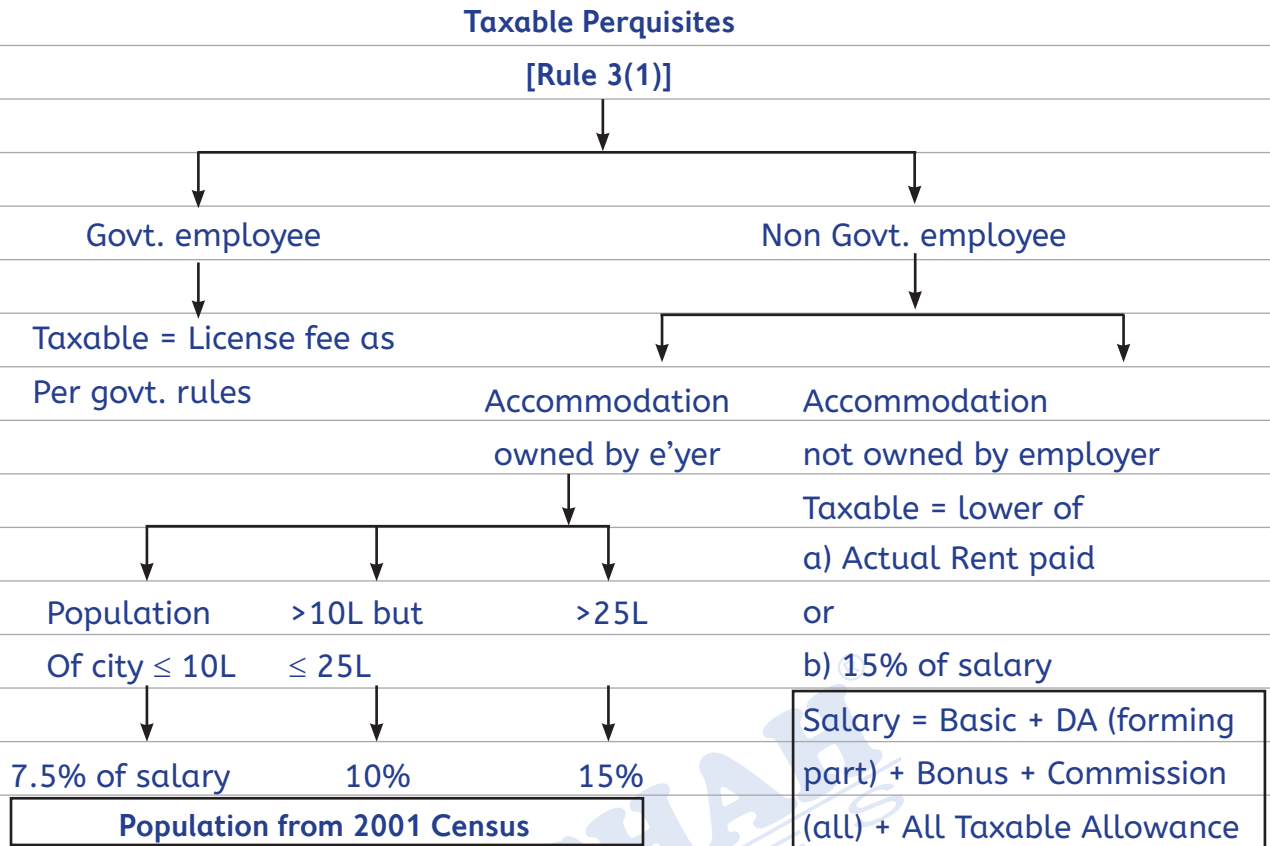 Taxable Perquisites
[Rule 3(1)]
Govt. employee
Non Govt. employee
Taxable = License fee as
Per govt. rules
Accommodation
owned by e'yer
Accommodation
not owned by employer
Taxable = lower of
a) Actual Rent paid
or
b) 15% of salary
Population
Of city ≤ 10L
>10L but
≤ 25L
>25L
7.5% of salary
10%
15%
Population from 2001 Census
Salary = Basic + DA (forming
part) + Bonus + Commission
(all) + All Taxable Allowance